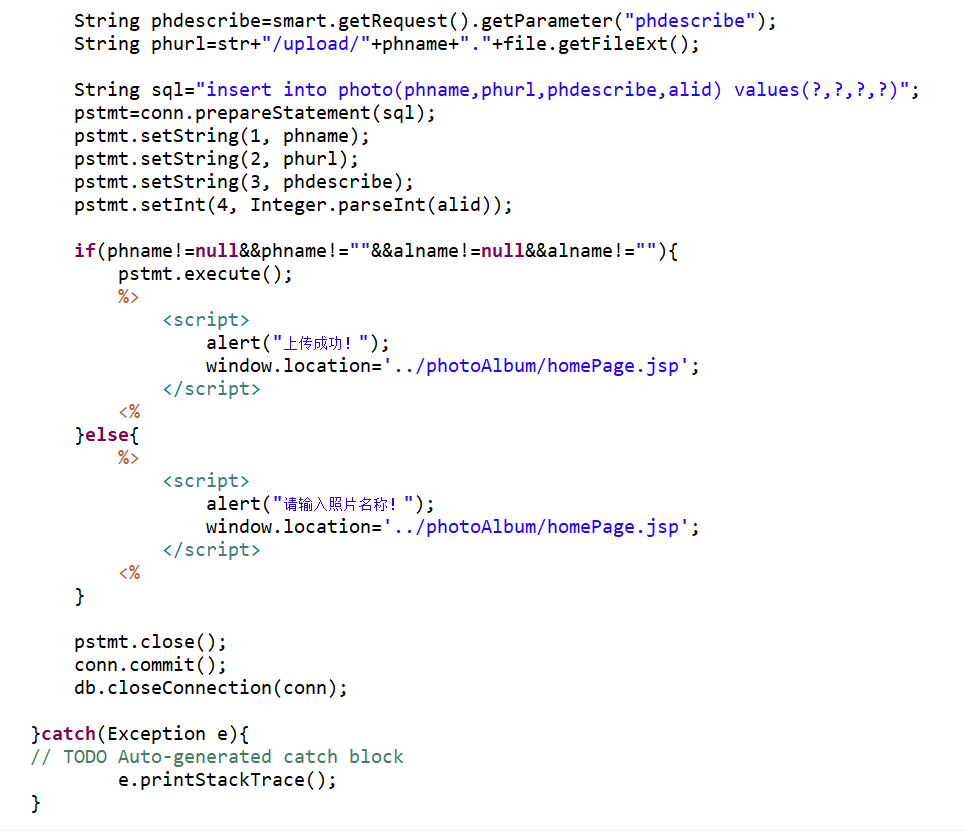 String phdescribe=smart.getRequest().getParameter("phdescribe");
String phurl=str+"/upload/"+phname+"."+file.getFileExt();
String sql="insert into photo(phname,phurl,phdescribe,alid) values(?,?,?,?)";
pstmt=conn.prepareStatement(sql);
pstmt.setString(1, phname);
pstmt.setString(2, phurl);
pstmt.setString(3, phdescribe);
pstmt.setInt(4, Integer.parseInt(alid));
if(phname!=null&&phname!=""&&alname!=null&&alname!=""){
pstmt.execute();
%>
<script>
alert("上传成功！");
window.location='../photoAlbum/homePage.jsp';
</script>
<%
}else{
%>
<script>
alert("请输入照片名称！");
window.location='../photoAlbum/homePage.jsp';
</script>
<%
}
pstmt.close();
conn.commit();
db.closeConnection(conn);
}catch(Exception e){
// TODO Auto-generated catch block
e.printStackTrace();
}